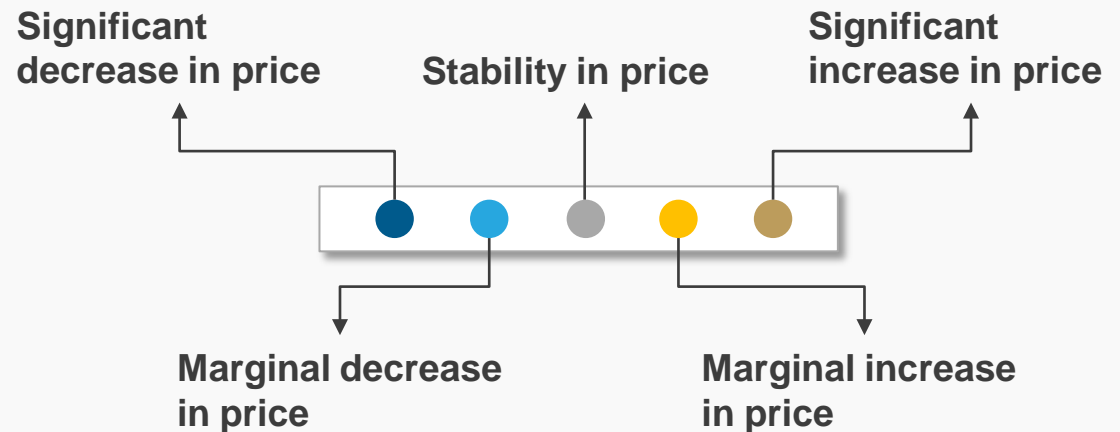 Significant
decrease in price
Stability in price
Significant
increase in price
Marginal decrease
in price
Marginal increase
in price